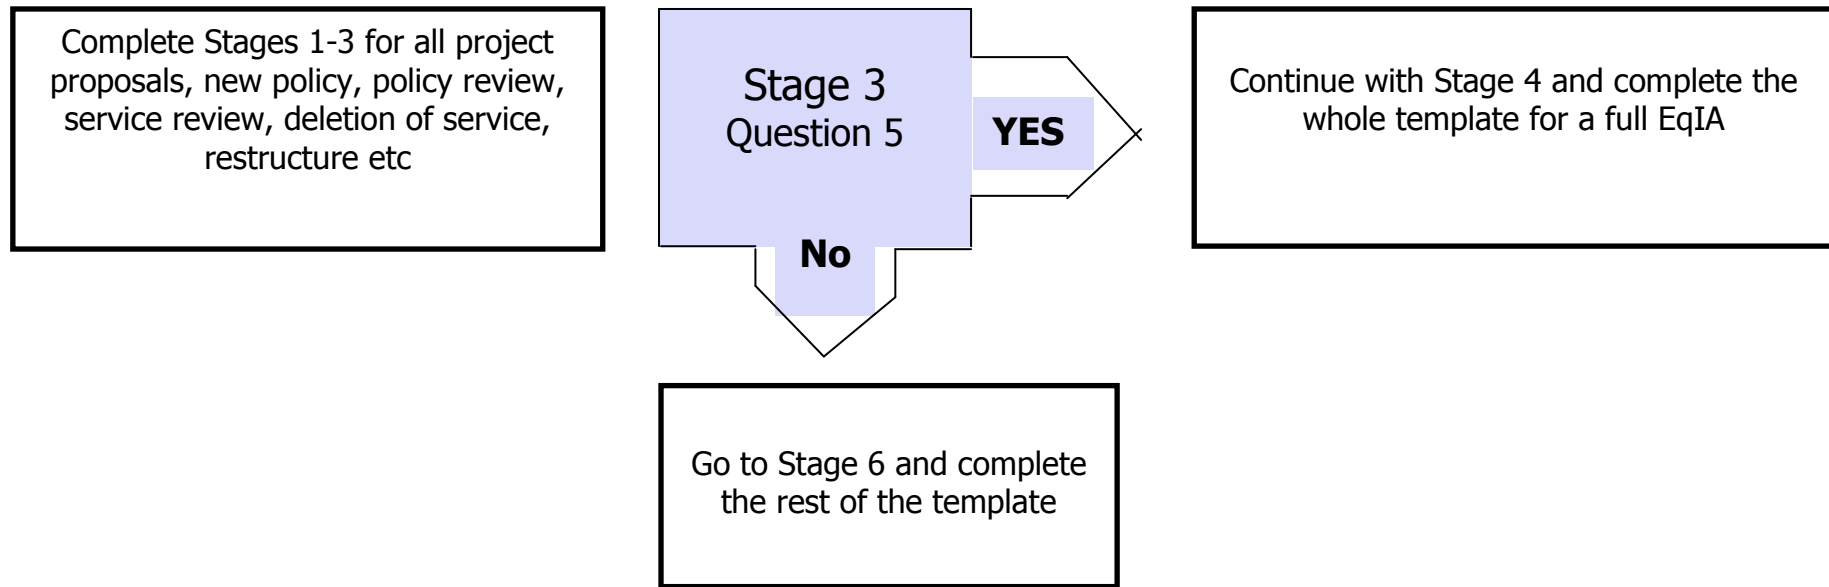 Complete Stages 1-3 for all project
proposals, new policy, policy review,
service review, deletion of service,
restructure etc
Stage 3
Question 5
YES
No
Continue with Stage 4 and complete the
whole template for a full EqIA
Go to Stage 6 and complete
the rest of the template